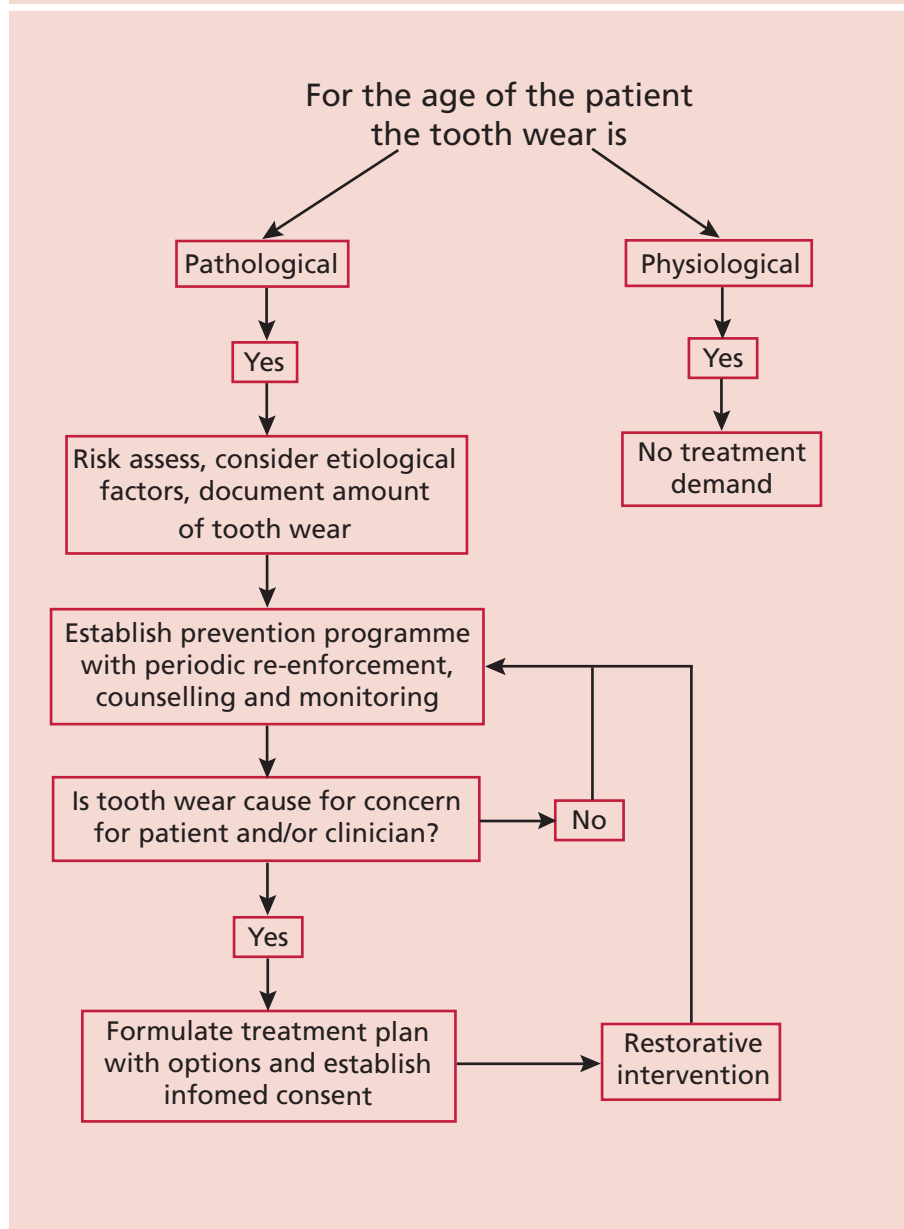 For the age of the patient
the tooth wear is
Pathological
Physiological
Yes
Yes
Risk assess, consider etiological
factors, document amount
of tooth wear
No treatment
demand
Establish prevention programme
with periodic re-enforcement,
counselling and monitoring
Is tooth wear cause for concern
for patient and/or clinician?
No
Yes
Formulate treatment plan
with options and establish
infomed consent
Restorative
intervention